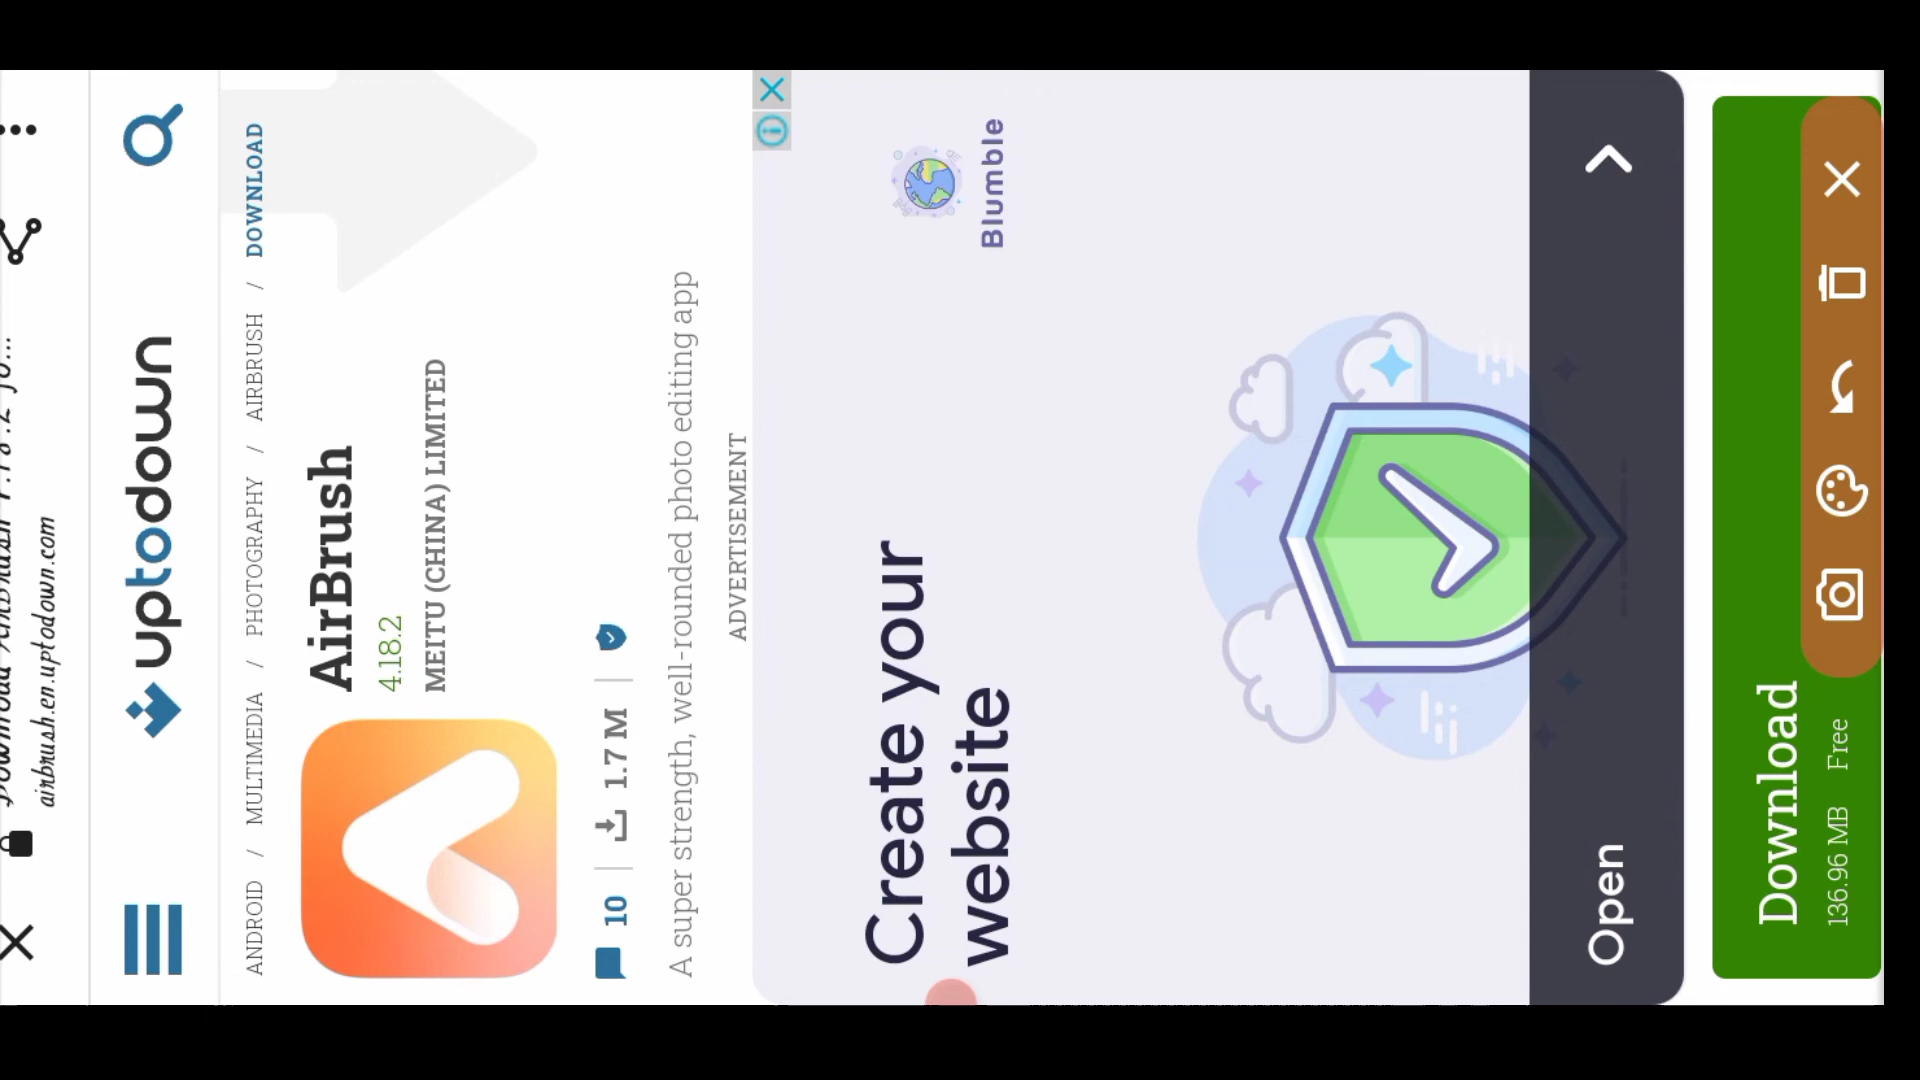 airbrush.en.uptodown.com
uptodown
ANDROID / MULTIMEDIA / PHOTOGRAPHY / AIRBRUSH / DOWNLOAD
AirBrush
4.18.2
MEITU (CHINA) LIMITED
10 1.7 M
A super strength, well-rounded photo editing app
ADVERTISEMENT
Create your
website
Blumble
Open
Download
136.96 MB Free